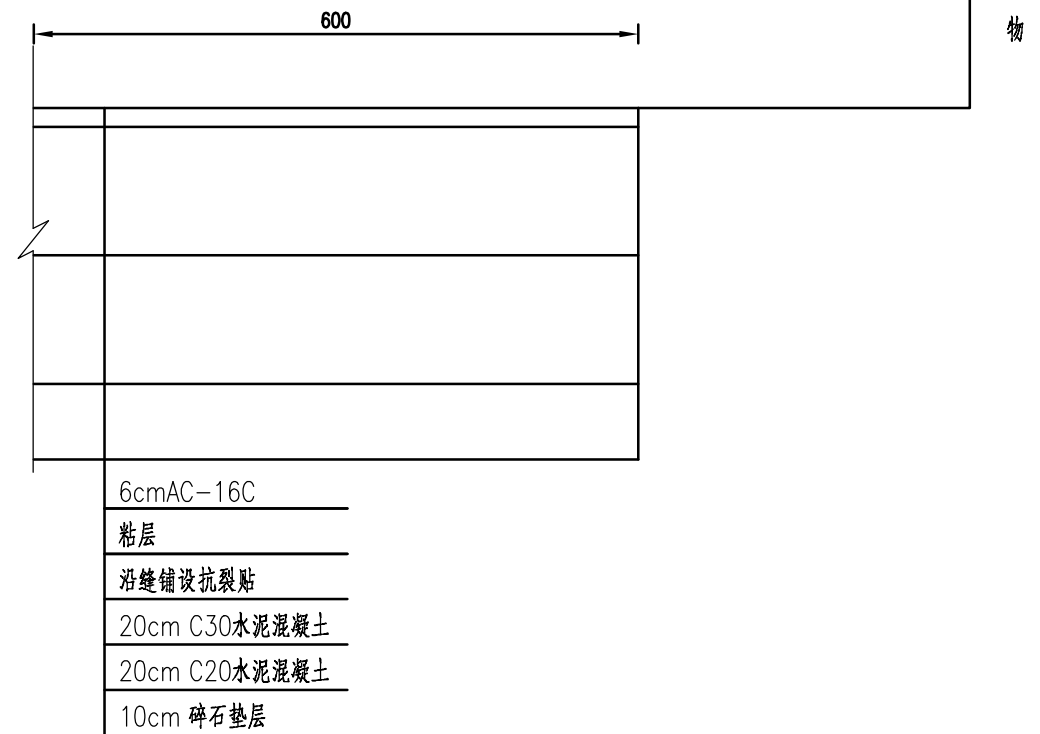 600
物
6cmAC-16C
粘层
沿缝铺设抗裂贴
20cm C30水泥混凝土
20cm C20水泥混凝土
10cm 碎石垫层